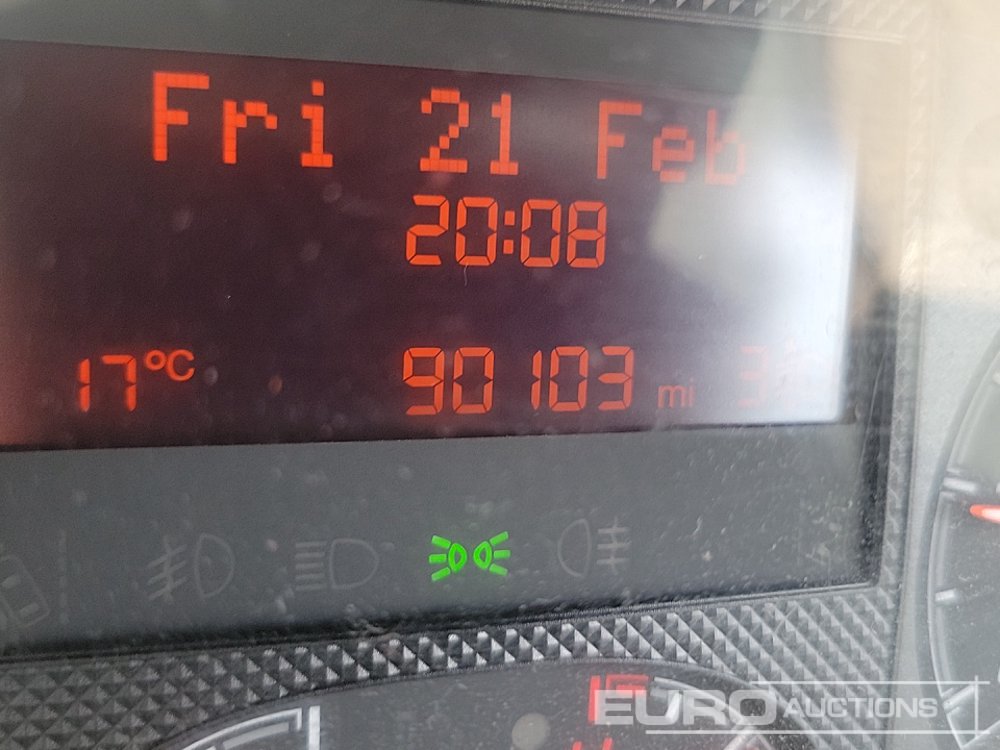 Fri 21 Feb
20:08
17°C 90103 mi
EURO AUCTIONS